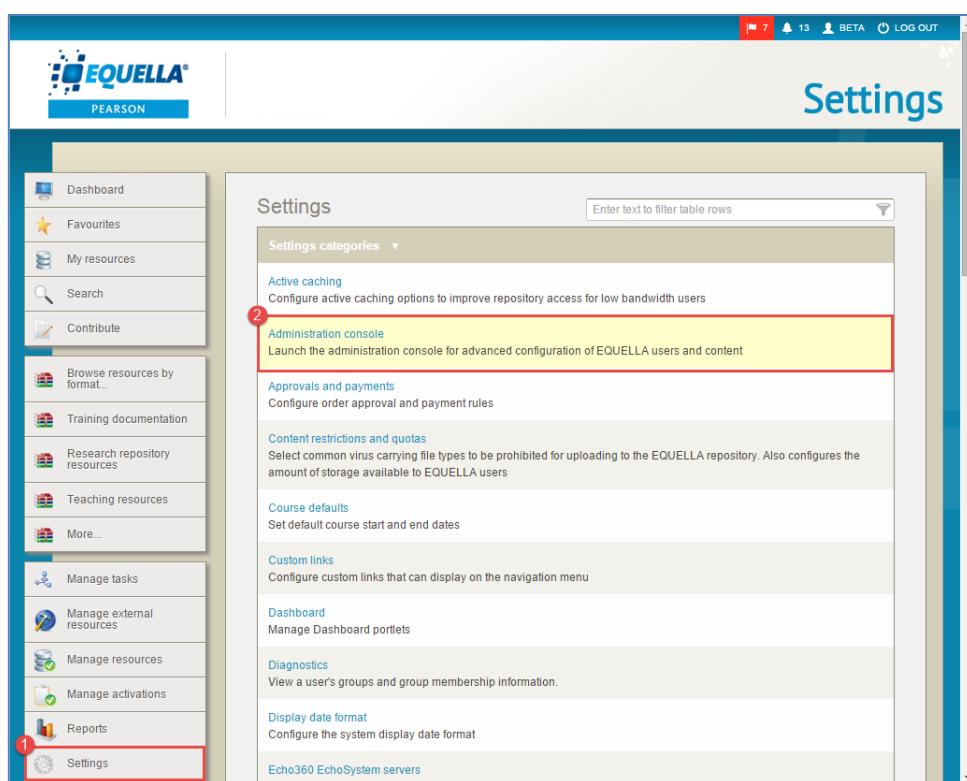 7 13 BETA LOG OUT
EQUELLA®
PEARSON
Settings
Dashboard
Favourites
My resources
Search
Contribute
Browse resources by
format...
Training documentation
Research repository
resources
Teaching resources
More...
Manage tasks
Manage external
resources
Manage resources
Manage activations
Reports
1
Settings
Settings
Enter text to filter table rows
Settings categories ▼
Active caching
Configure active caching options to improve repository access for low bandwidth users
2
Administration console
Launch the administration console for advanced configuration of EQUELLA users and content
Approvals and payments
Configure order approval and payment rules
Content restrictions and quotas
Select common virus carrying file types to be prohibited for uploading to the EQUELLA repository. Also configures the
amount of storage available to EQUELLA users
Course defaults
Set default course start and end dates
Custom links
Configure custom links that can display on the navigation menu
Dashboard
Manage Dashboard portlets
Diagnostics
View a user's groups and group membership information.
Display date format
Configure the system display date format
Echo360 EchoSystem servers